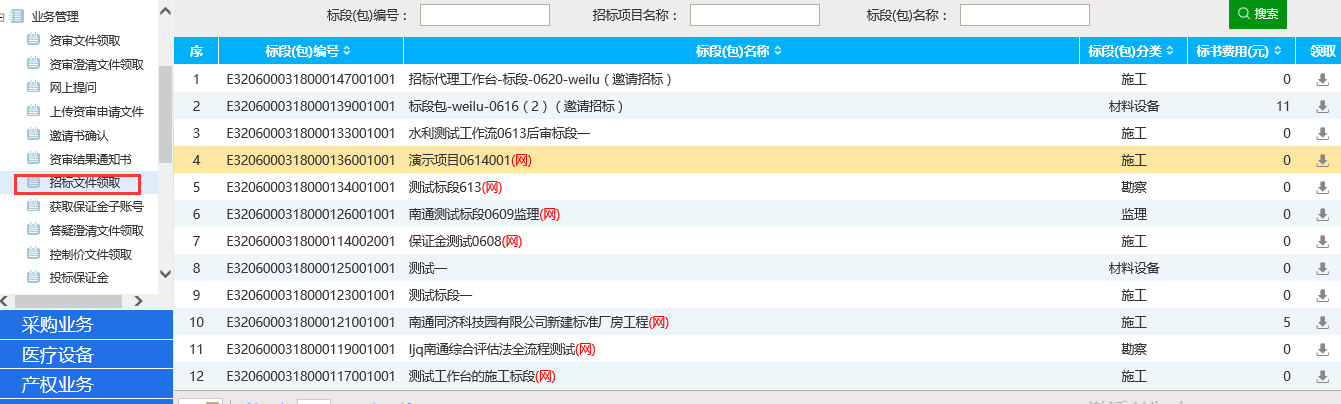 业务管理
资审文件领取
资审澄清文件领取
网上提问
上传资审申请文件
邀请书确认
资审结果通知书
招标文件领取
获取保证金子账号
答疑澄清文件领取
控制价文件领取
投标保证金
采购业务
医疗设备
产权业务
标段(包)编号： 招标项目名称： 标段(包)名称： 搜索
序 标段(包)编号 标段(包)名称 标段(包)分类 标书费用(元) 领取
1 E3206000318000147001001 招标代理工作台-标段-0620-weilu（邀请招标） 施工 0
2 E3206000318000139001001 标段包-weilu-0616（2）（邀请招标） 材料设备 11
3 E3206000318000133001001 水利测试工作流0613后审标段一 施工 0
4 E3206000318000136001001 演示项目0614001(网) 施工 0
5 E3206000318000134001001 测试标段613(网) 勘察 0
6 E3206000318000126001001 南通测试标段0609监理(网) 监理 0
7 E3206000318000114002001 保证金测试0608(网) 施工 0
8 E3206000318000125001001 测试一 材料设备 0
9 E3206000318000123001001 测试标段一 施工 0
10 E3206000318000121001001 南通同济科技园有限公司新建标准厂房工程(网) 施工 5
11 E3206000318000119001001 ljq南通综合评估法全流程测试(网) 勘察 0
12 E3206000318000117001001 测试工作台的施工标段(网) 施工 0